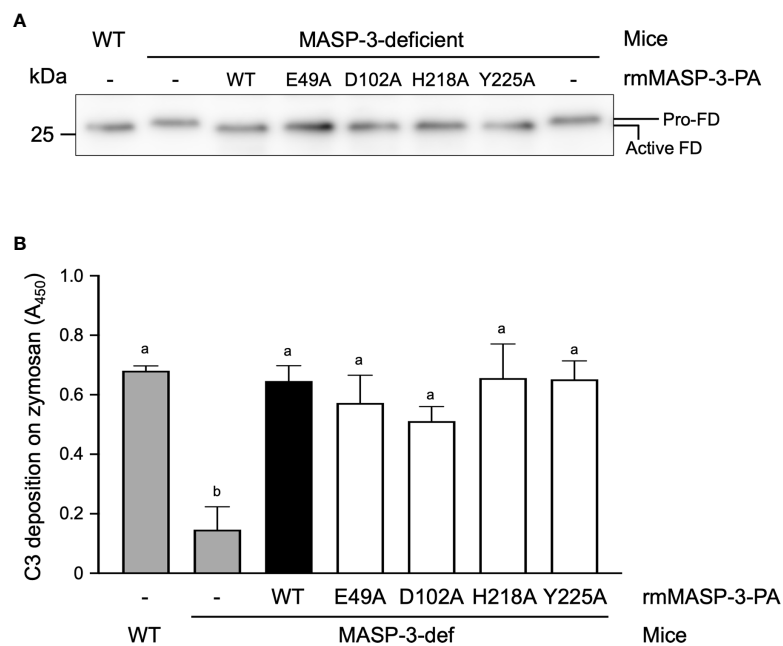 A
WT MASP-3-deficient Mice
kDa - - WT E49A D102A H218A Y225A - rmMASP-3-PA
25 Pro-FD
Active FD
B
C3 deposition on zymosan (A450)
1.0
0.8
0.6
0.4
0.2
0
a b a a a a a
- - WT E49A D102A H218A Y225A rmMASP-3-PA
WT MASP-3-def Mice